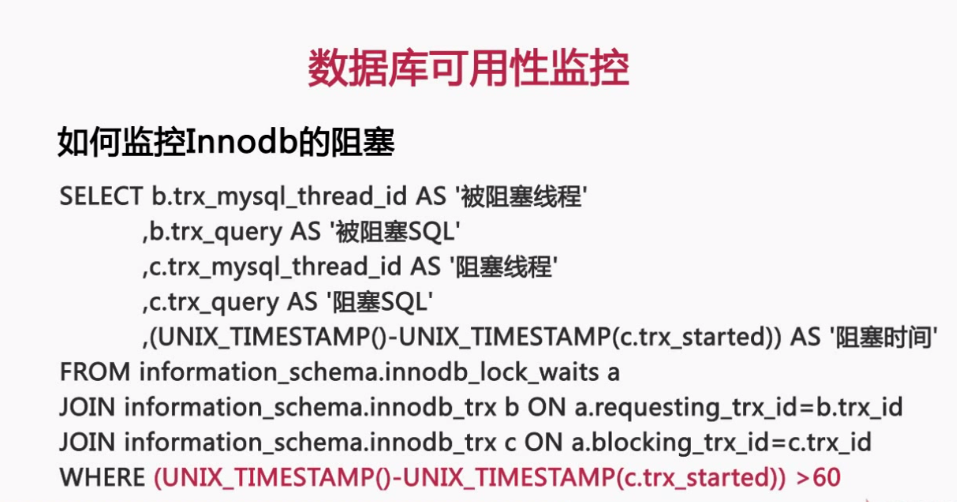 数据库可用性监控
如何监控Innodb的阻塞
SELECT b.trx_mysql_thread_id AS '被阻塞线程'
,b.trx_query AS '被阻塞SQL'
,c.trx_mysql_thread_id AS '阻塞线程'
,c.trx_query AS '阻塞SQL'
,(UNIX_TIMESTAMP()-UNIX_TIMESTAMP(c.trx_started)) AS '阻塞时间'
FROM information_schema.innodb_lock_waits a
JOIN information_schema.innodb_trx b ON a.requesting_trx_id=b.trx_id
JOIN information_schema.innodb_trx c ON a.blocking_trx_id=c.trx_id
WHERE (UNIX_TIMESTAMP()-UNIX_TIMESTAMP(c.trx_started)) >60